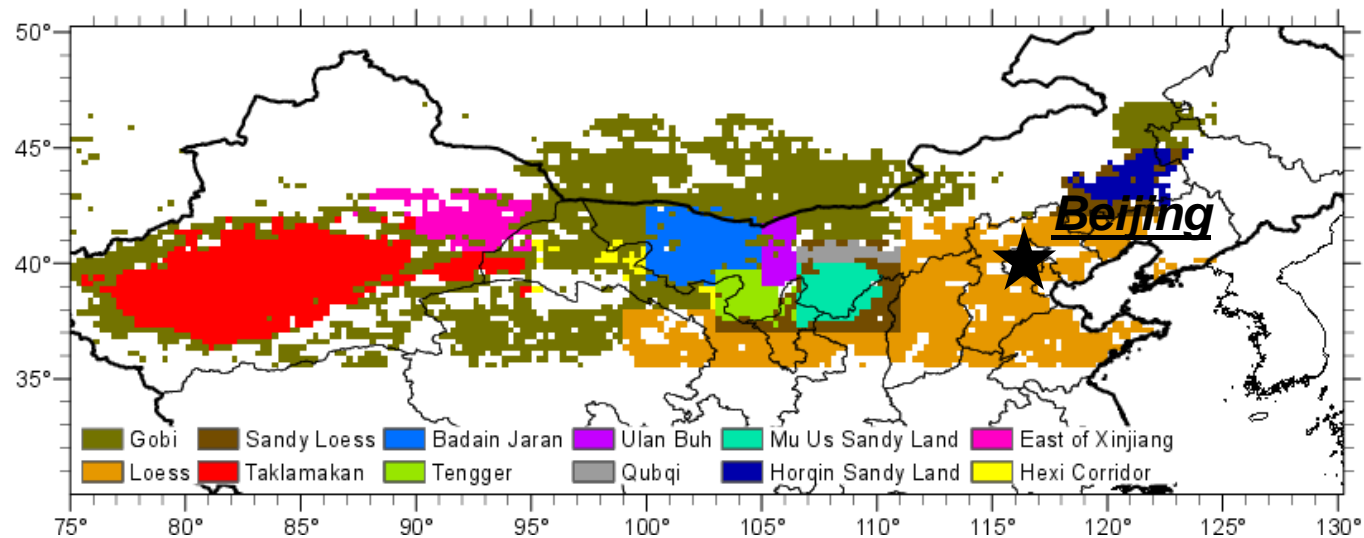 50°
45°
Beijing
40°
35°
Gobi Sandy Loess Badain Jaran Ulan Buh Mu Us Sandy Land East of Xinjiang
Loess Taklamakan Tengger Qubqi Horqin Sandy Land Hexi Corridor
75° 80° 85° 90° 95° 100° 105° 110° 115° 120° 125° 130°